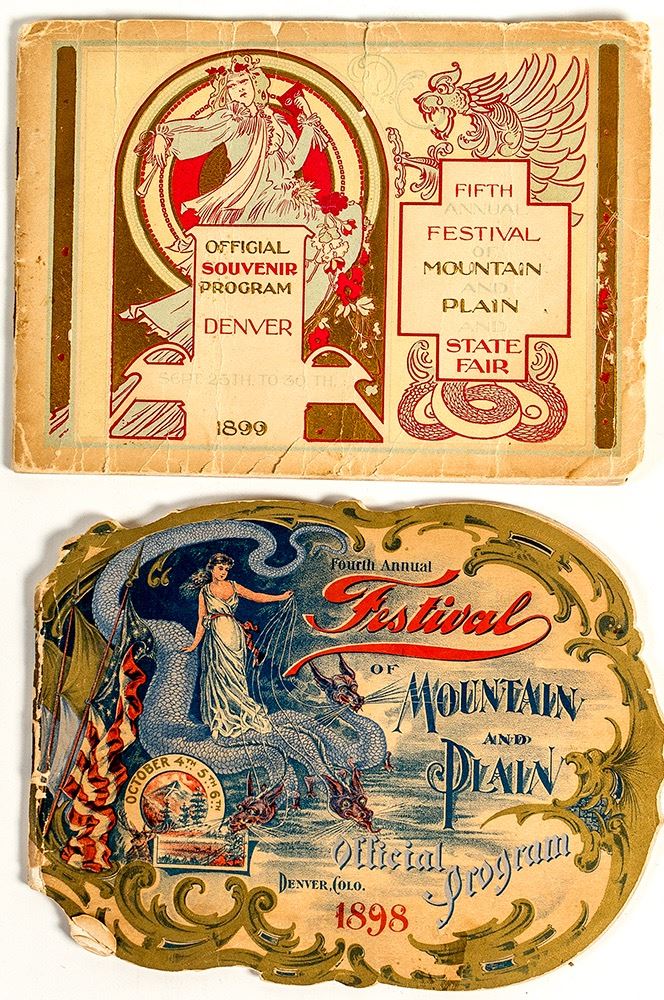 OFFICIAL
SOUVENIR
PROGRAM
DENVER
SEPT. 25TH. TO 30 TH.
1899
FIFTH
ANNUAL
FESTIVAL
OF
MOUNTAIN
AND
PLAIN
AND
STATE
FAIR
Fourth Annual
Festival
OF
MOUNTAIN
AND
PLAIN
OCTOBER 4TH 5TH 6TH
Official
Program
DENVER, COLO.
1898